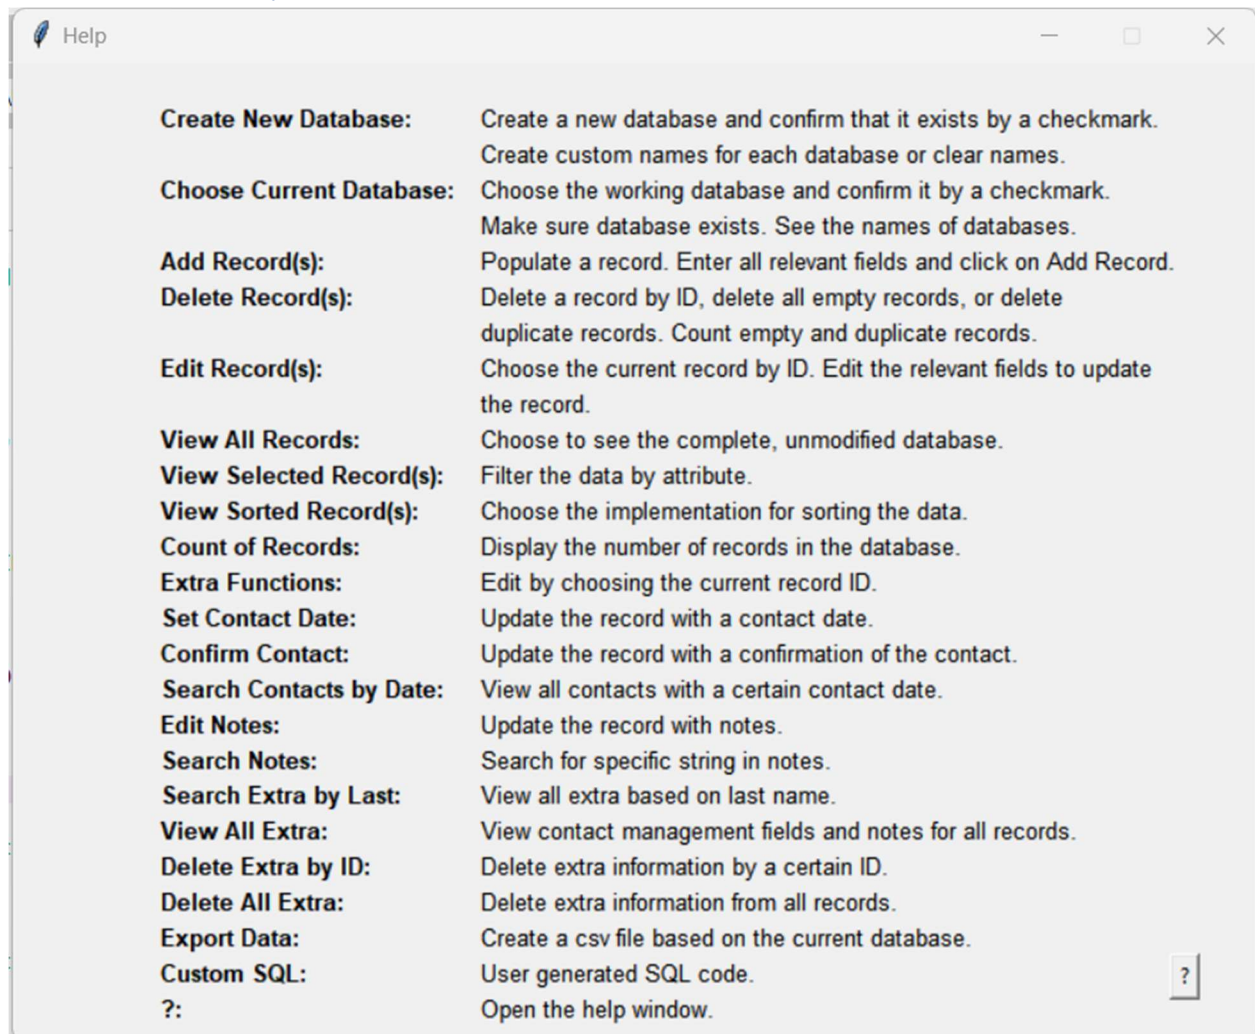 Help
Create New Database: Create a new database and confirm that it exists by a checkmark.
Create custom names for each database or clear names.
Choose Current Database: Choose the working database and confirm it by a checkmark.
Make sure database exists. See the names of databases.
Add Record(s): Populate a record. Enter all relevant fields and click on Add Record.
Delete Record(s): Delete a record by ID, delete all empty records, or delete
duplicate records. Count empty and duplicate records.
Edit Record(s): Choose the current record by ID. Edit the relevant fields to update
the record.
View All Records: Choose to see the complete, unmodified database.
View Selected Record(s): Filter the data by attribute.
View Sorted Record(s): Choose the implementation for sorting the data.
Count of Records: Display the number of records in the database.
Extra Functions: Edit by choosing the current record ID.
Set Contact Date: Update the record with a contact date.
Confirm Contact: Update the record with a confirmation of the contact.
Search Contacts by Date: View all contacts with a certain contact date.
Edit Notes: Update the record with notes.
Search Notes: Search for specific string in notes.
Search Extra by Last: View all extra based on last name.
View All Extra: View contact management fields and notes for all records.
Delete Extra by ID: Delete extra information by a certain ID.
Delete All Extra: Delete extra information from all records.
Export Data: Create a csv file based on the current database.
Custom SQL: User generated SQL code.
?
?: Open the help window.